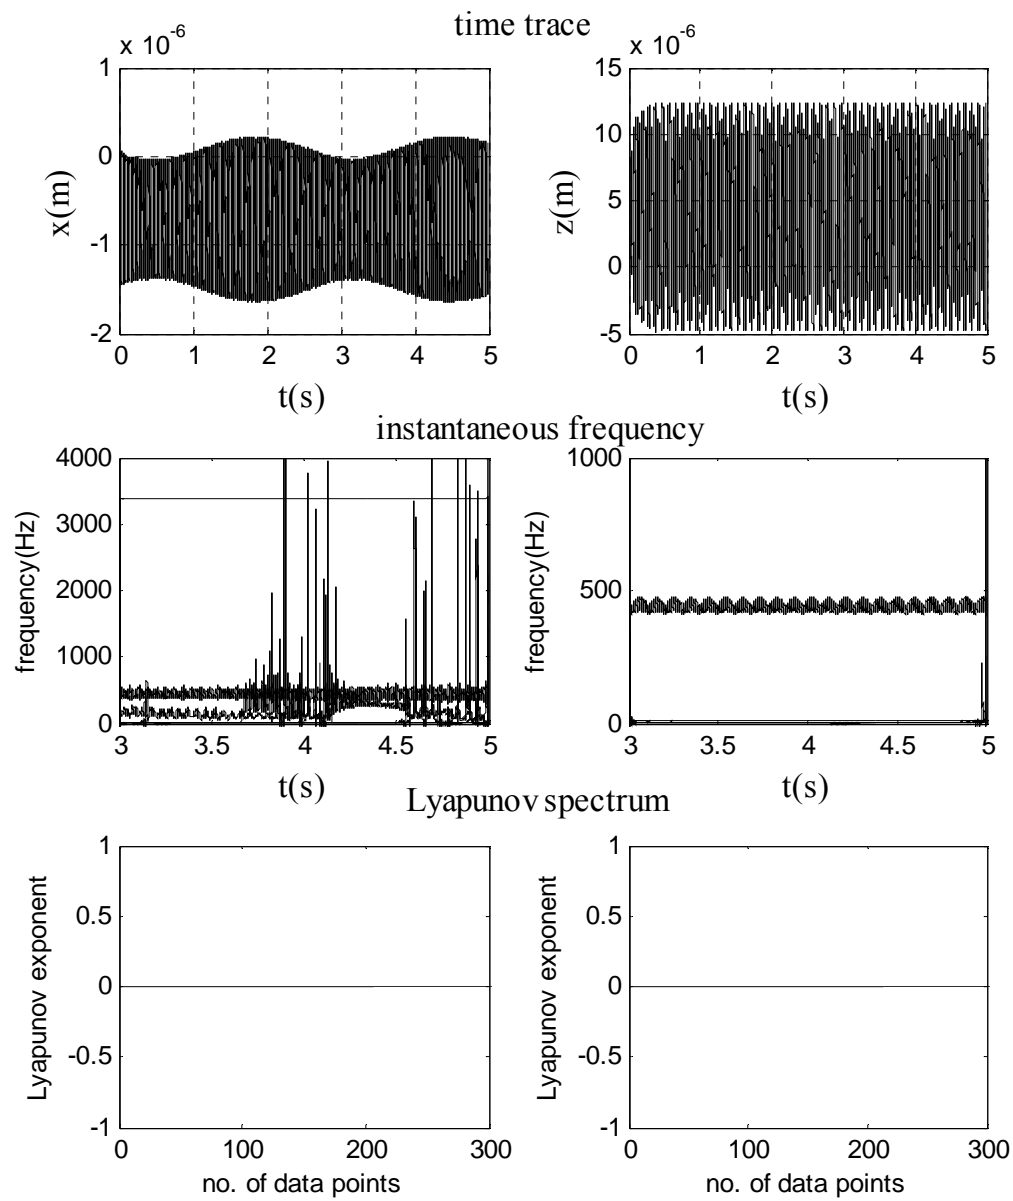 time trace
x 10-6
x 10-6
1
0
-1
-2
x(m)
0 1 2 3 4 5
t(s)
15
10
5
0
-5
z(m)
0 1 2 3 4 5
t(s)
instantaneous frequency
4000
3000
2000
1000
0
frequency(Hz)
3 3.5 4 4.5 5
t(s)
1000
500
0
frequency(Hz)
3 3.5 4 4.5 5
t(s)
Lyapunov spectrum
1
0.5
0
-0.5
-1
Lyapunov exponent
0 100 200 300
no. of data points
1
0.5
0
-0.5
-1
Lyapunov exponent
0 100 200 300
no. of data points